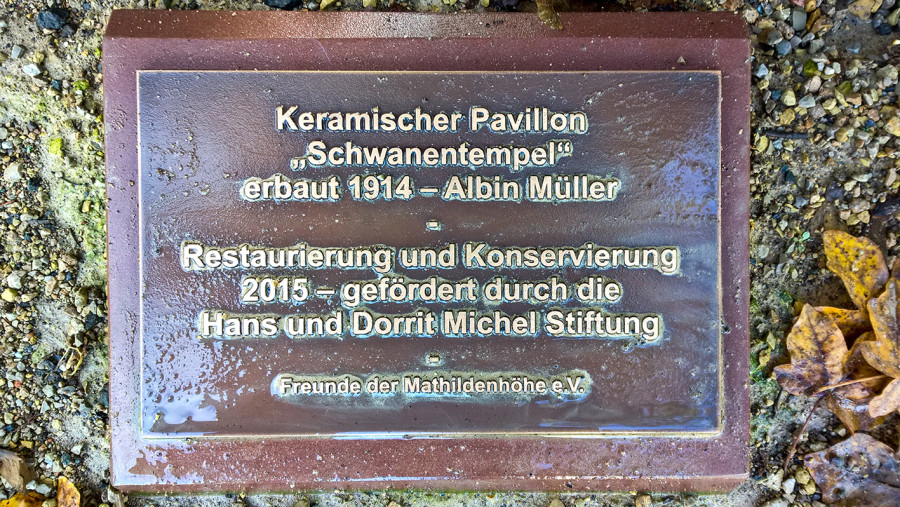 Keramischer Pavillon
„Schwanentempel“
erbaut 1914 – Albin Müller
-
Restaurierung und Konservierung
2015 – gefördert durch die
Hans und Dorrit Michel Stiftung
-
Freunde der Mathildenhöhe e.V.